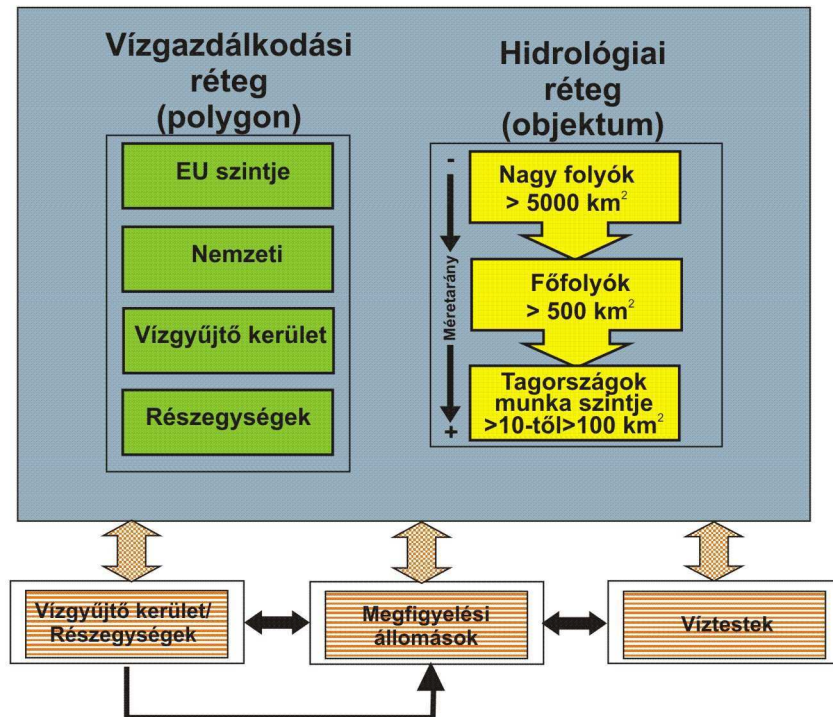 Vízgazdálkodási
réteg
(polygon)
EU szintje
Nemzeti
Vízgyűjtő kerület
Részegységek
Hidrológiai
réteg
(objektum)
-
Méretarány
+
Nagy folyók
> 5000 km²
Főfolyók
> 500 km²
Tagországok
munka szintje
>10-től>100 km²
Vízgyűjtő kerület/
Részegységek
Megfigyelési
állomások
Víztestek